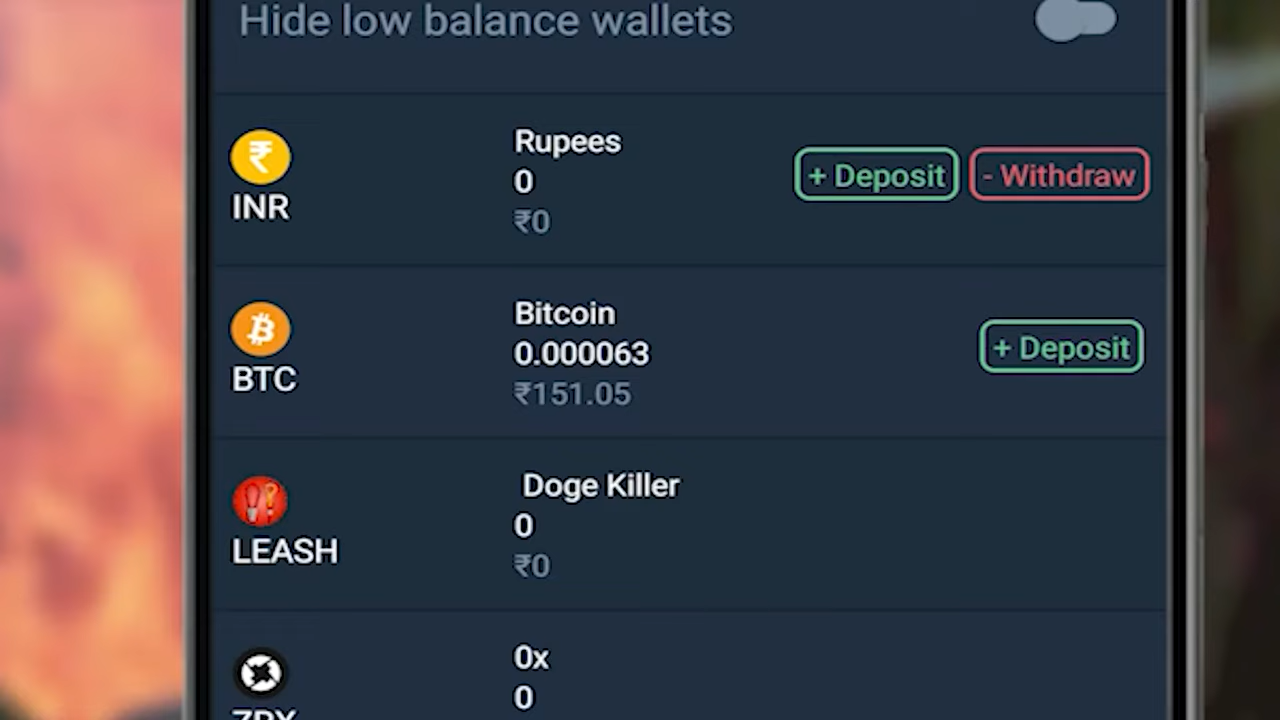 Hide low balance wallets
Rupees
0
+ Deposit
- Withdraw
INR
₹0
Bitcoin
0.000063
+ Deposit
BTC
₹151.05
Doge Killer
0
LEASH
₹0
0x
0
ZRX